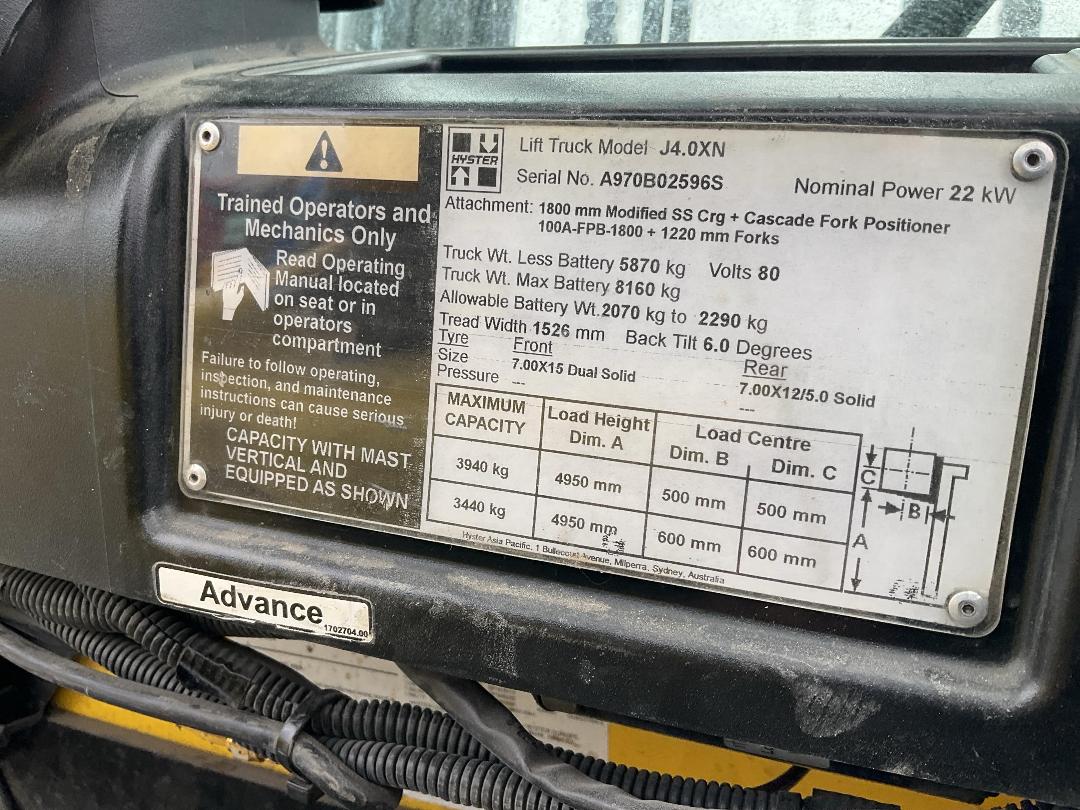 Trained Operators and
Mechanics Only
Read Operating
Manual located
on seat or in
operators
compartment
Failure to follow operating,
inspection, and maintenance
instructions can cause serious
injury or death!
CAPACITY WITH MAST
VERTICAL AND
EQUIPPED AS SHOWN
HYSTER
Lift Truck Model J4.0XN
Serial No. A970B02596S
Nominal Power 22 kW
Attachment: 1800 mm Modified SS Crg + Cascade Fork Positioner
100A-FPB-1800 + 1220 mm Forks
Truck Wt. Less Battery 5870 kg Volts 80
Truck Wt. Max Battery 8160 kg
Allowable Battery Wt. 2070 kg to 2290 kg
Tread Width 1526 mm Back Tilt 6.0 Degrees
Tyre Front Rear
Size 7.00X15 Dual Solid 7.00X12/5.0 Solid
Pressure --- ---
MAXIMUM CAPACITY Load Height Dim. A Load Centre Dim. B Dim. C
3940 kg 4950 mm 500 mm 500 mm
3440 kg 4950 mm 600 mm 600 mm
C
B
A
Hyster Asia Pacific, 1 Bullecourt Avenue, Milperra, Sydney, Australia
Advance
1702704.00